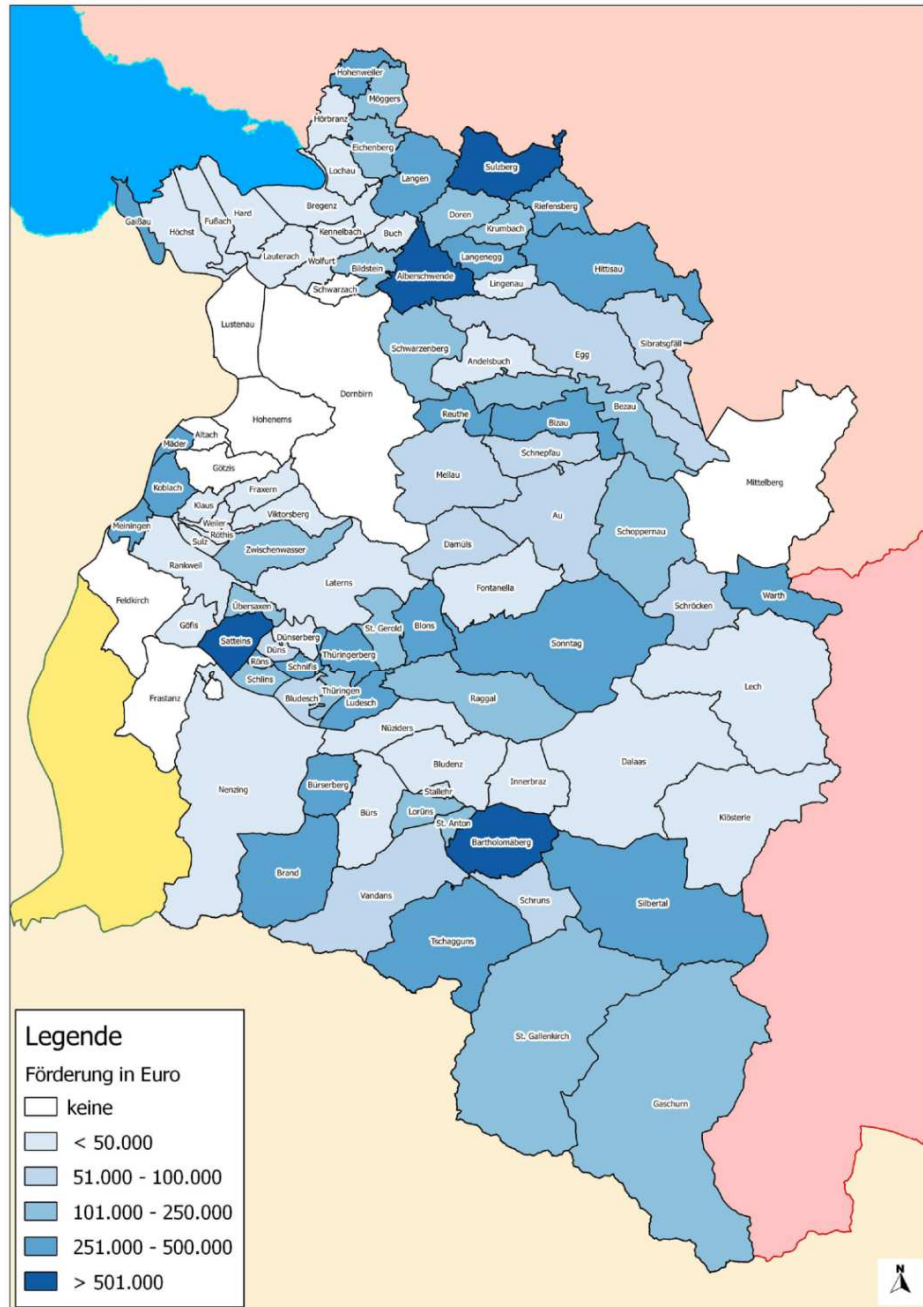 Hohenweiler
Möggers
Hörbranz
Eichenberg
Lochau
Langen
Sulzberg
Gaißau
Höchst
Fußach
Hard
Bregenz
Kennelbach
Buch
Doren
Riefensberg
Krumbach
Lauterach
Wolfurt
Bildstein
Alberschwende
Langenegg
Hittisau
Schwarzach
Lingenau
Lustenau
Schwarzenberg
Egg
Sibratsgfäll
Andelsbuch
Dornbirn
Hohenems
Reuthe
Bizau
Bezau
Altach
Mäder
Götzis
Schnepfau
Mellau
Mittelberg
Koblach
Fraxern
Klaus
Viktorsberg
Weiler
Röthis
Sulz
Meiningen
Au
Schoppernau
Zwischenwasser
Damüls
Rankweil
Laterns
Fontanella
Feldkirch
Schröcken
Warth
Übersaxen
Göfis
Satteins
Dünserberg
Düns
St. Gerold
Blons
Sonntag
Röns
Schnifis
Thüringerberg
Schlins
Thüringen
Bludesch
Ludesch
Raggal
Lech
Frastanz
Nüziders
Bludenz
Innerbraz
Dalaas
Nenzing
Bürserberg
Stallehr
Bürs
Lorüns
St. Anton
Klösterle
Bartholomäberg
Brand
Vandans
Schruns
Silbertal
Tschagguns
St. Gallenkirch
Gaschurn
Legende
Förderung in Euro
keine
< 50.000
51.000 - 100.000
101.000 - 250.000
251.000 - 500.000
> 501.000
N